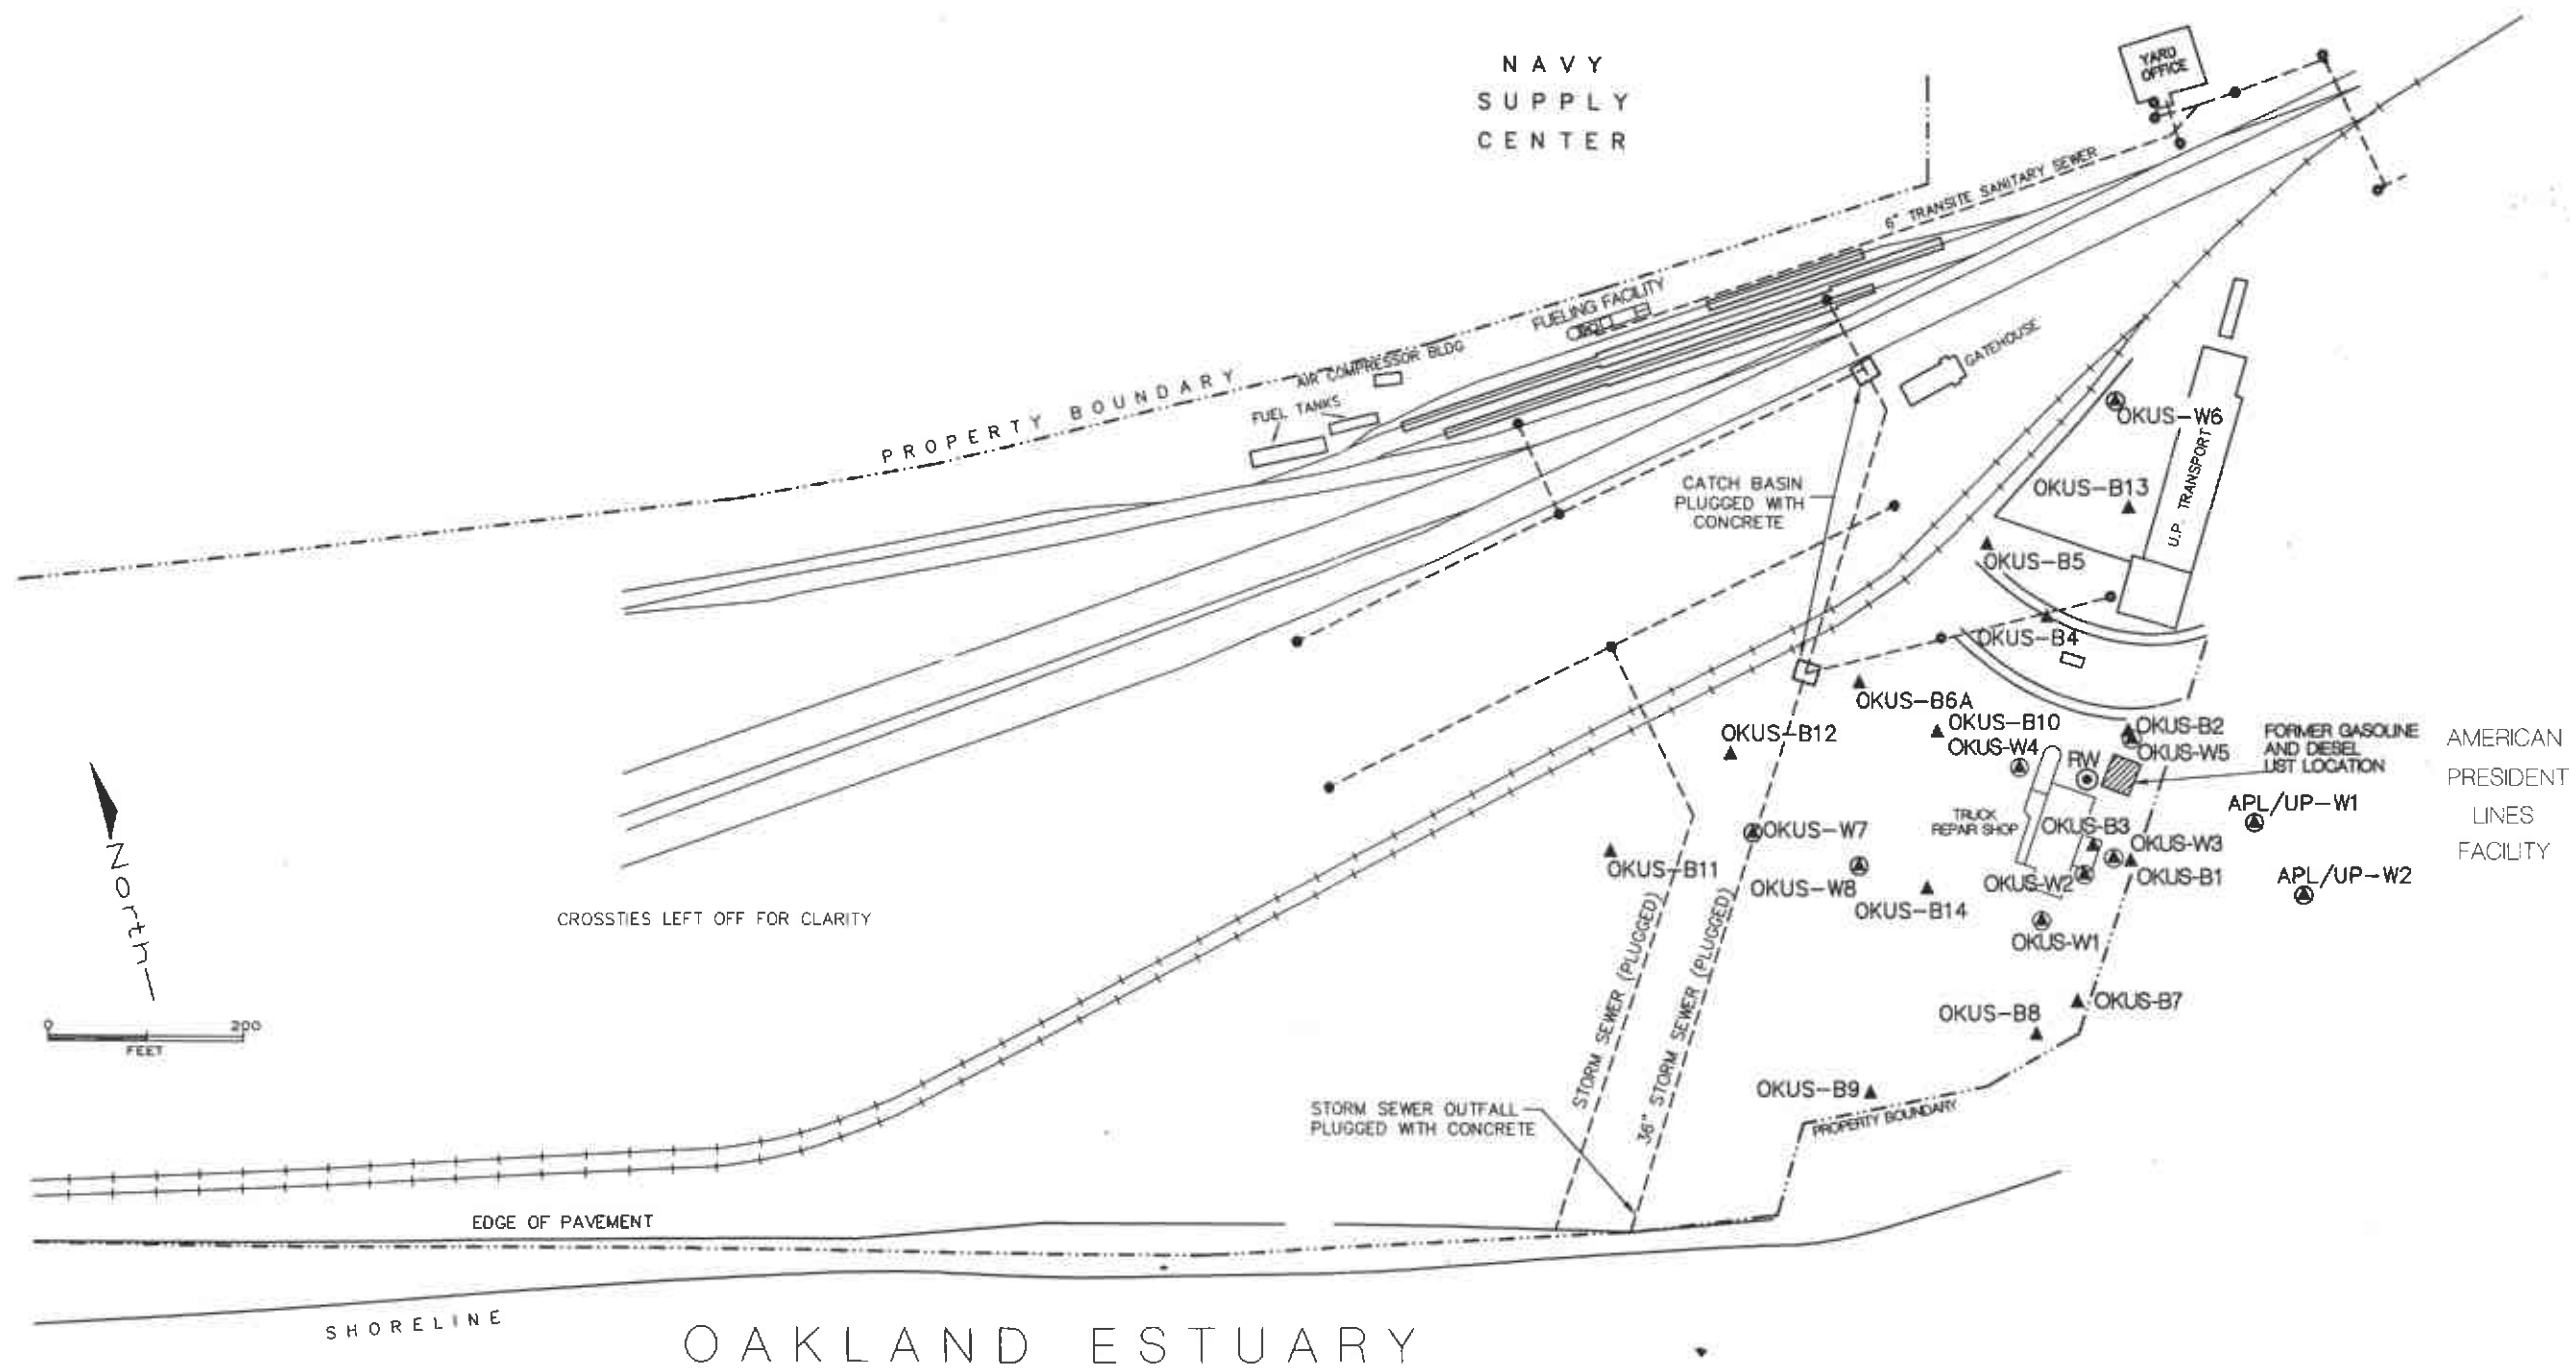 NAVY
SUPPLY
CENTER
YARD
OFFICE
6" TRANSITE SANITARY SEWER
FUELING FACILITY
AIR COMPRESSOR BLDG
GATEHOUSE
PROPERTY BOUNDARY
FUEL TANKS
OKUS-W6
U.P. TRANSPORT
CATCH BASIN
PLUGGED WITH
CONCRETE
OKUS-B13
OKUS-B5
OKUS-B4
OKUS-B6A
OKUS-B10
OKUS-B12
OKUS-W4
RW
OKUS-B2
OKUS-W5
FORMER GASOLINE
AND DIESEL
UST LOCATION
AMERICAN
PRESIDENT
LINES
FACILITY
APL/UP-W1
TRUCK
REPAIR SHOP
OKUS-B3
OKUS-W7
OKUS-W3
OKUS-B11
OKUS-W8
OKUS-W2
OKUS-B1
APL/UP-W2
OKUS-B14
OKUS-W1
North
CROSSTIES LEFT OFF FOR CLARITY
0 200
FEET
STORM SEWER (PLUGGED)
36" STORM SEWER (PLUGGED)
OKUS-B7
OKUS-B8
OKUS-B9
STORM SEWER OUTFALL
PLUGGED WITH CONCRETE
PROPERTY BOUNDARY
EDGE OF PAVEMENT
SHORELINE
OAKLAND ESTUARY